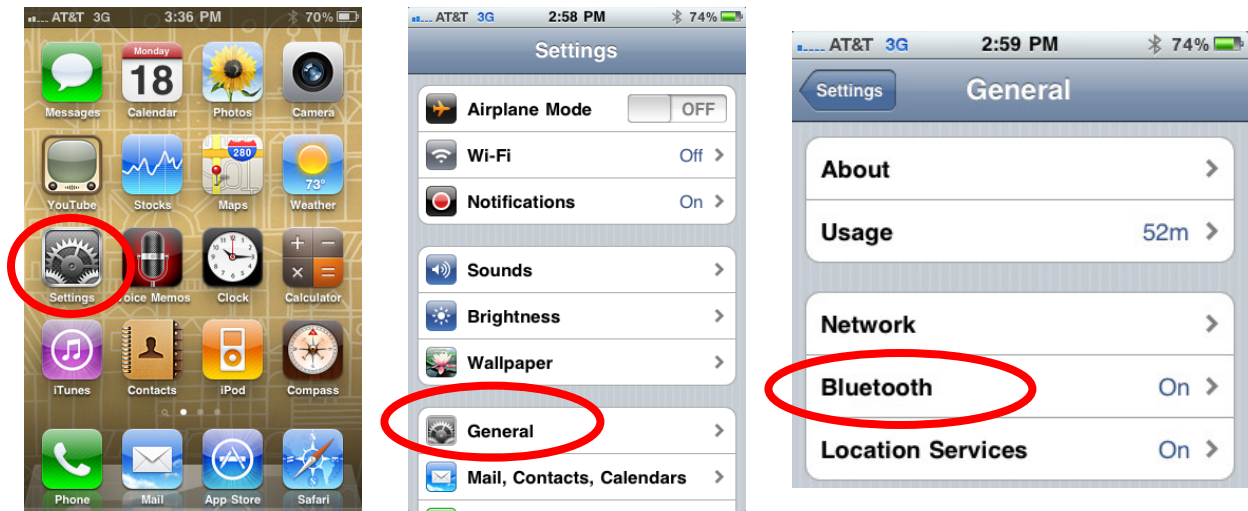 AT&T 3G 3:36 PM 70%
Messages
Monday
18
Calendar
Photos
Camera
YouTube
Stocks
280
Maps
73°
Weather
Settings
Voice Memos
Clock
Calculator
iTunes
Contacts
iPod
Compass
Phone
Mail
App Store
Safari
AT&T 3G 2:58 PM 74%
Settings
Airplane Mode OFF
Wi-Fi Off
Notifications On
Sounds
Brightness
Wallpaper
General
Mail, Contacts, Calendars
AT&T 3G 2:59 PM 74%
Settings General
About
Usage 52m
Network
Bluetooth On
Location Services On